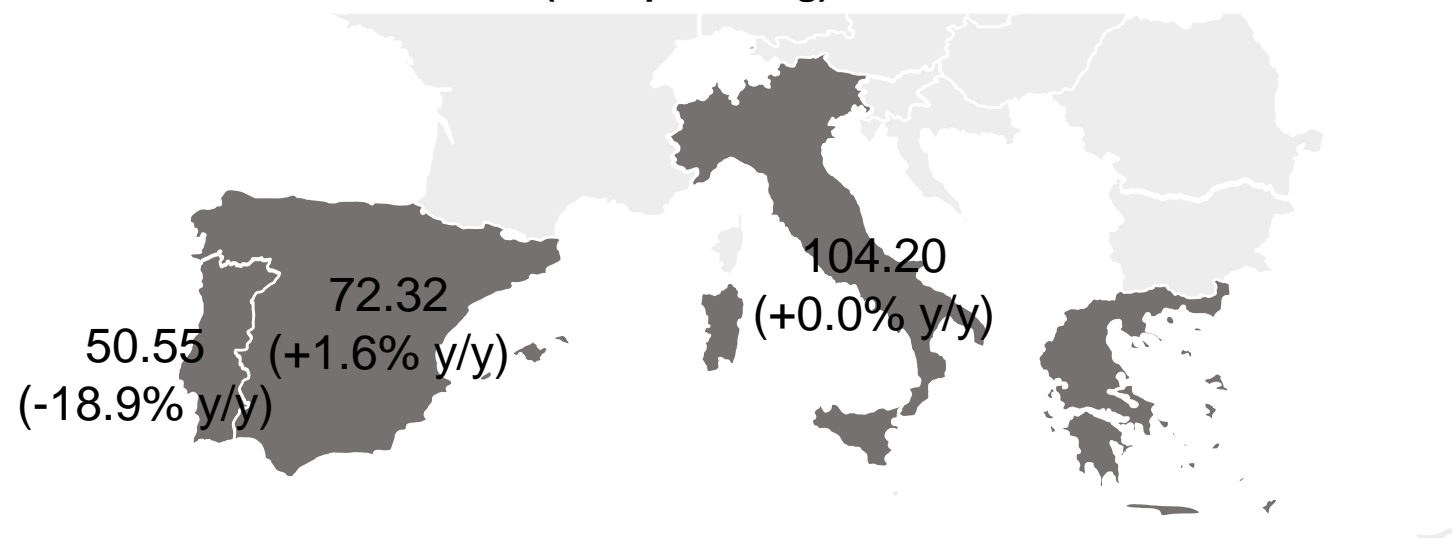 104.20
(+0.0% y/y)
72.32
(+1.6% y/y)
50.55
(-18.9% y/y)